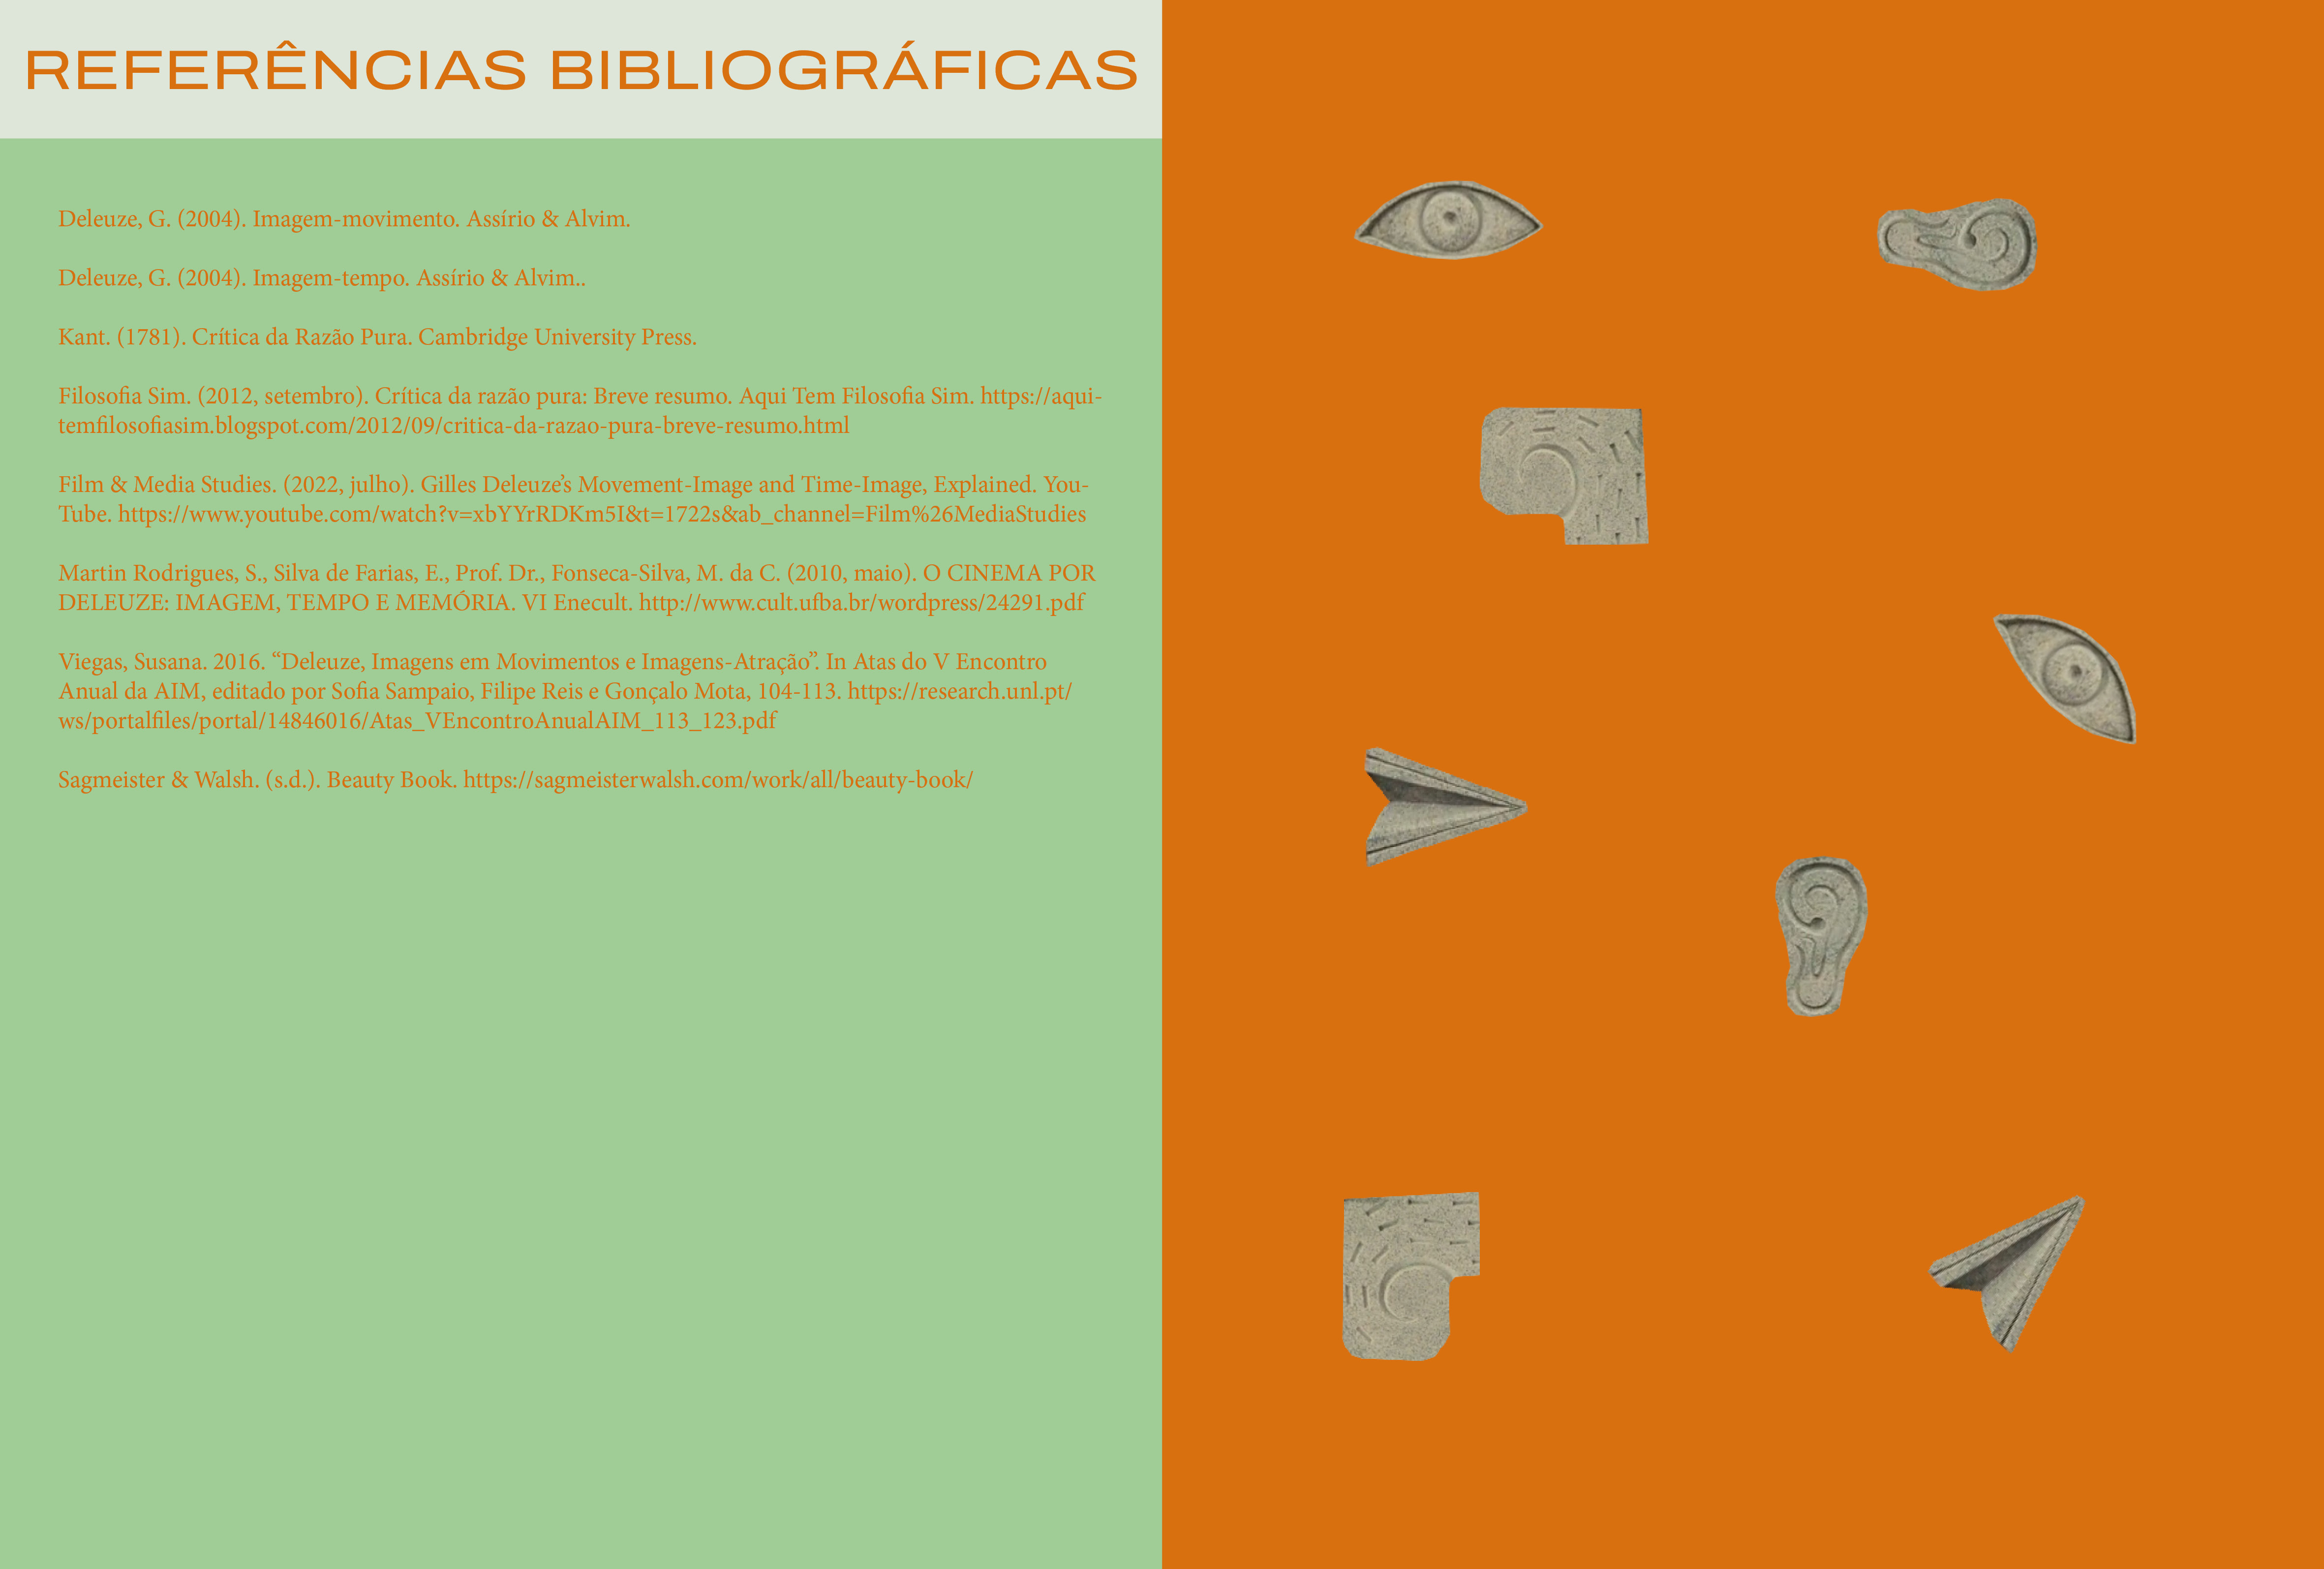 REFERÊNCIAS BIBLIOGRÁFICAS
Deleuze, G. (2004). Imagem-movimento. Assírio & Alvim.
Deleuze, G. (2004). Imagem-tempo. Assírio & Alvim..
Kant. (1781). Crítica da Razão Pura. Cambridge University Press.
Filosofia Sim. (2012, setembro). Crítica da razão pura: Breve resumo. Aqui Tem Filosofia Sim. https://aqui-
temfilosofiasim.blogspot.com/2012/09/critica-da-razao-pura-breve-resumo.html
Film & Media Studies. (2022, julho). Gilles Deleuze’s Movement-Image and Time-Image, Explained. You-
Tube. https://www.youtube.com/watch?v=xbYYrRDKm5I&t=1722s&ab_channel=Film%26MediaStudies
Martin Rodrigues, S., Silva de Farias, E., Prof. Dr., Fonseca-Silva, M. da C. (2010, maio). O CINEMA POR
DELEUZE: IMAGEM, TEMPO E MEMÓRIA. VI Enecult. http://www.cult.ufba.br/wordpress/24291.pdf
Viegas, Susana. 2016. “Deleuze, Imagens em Movimentos e Imagens-Atração”. In Atas do V Encontro
Anual da AIM, editado por Sofia Sampaio, Filipe Reis e Gonçalo Mota, 104-113. https://research.unl.pt/
ws/portalfiles/portal/14846016/Atas_VEncontroAnualAIM_113_123.pdf
Sagmeister & Walsh. (s.d.). Beauty Book. https://sagmeisterwalsh.com/work/all/beauty-book/